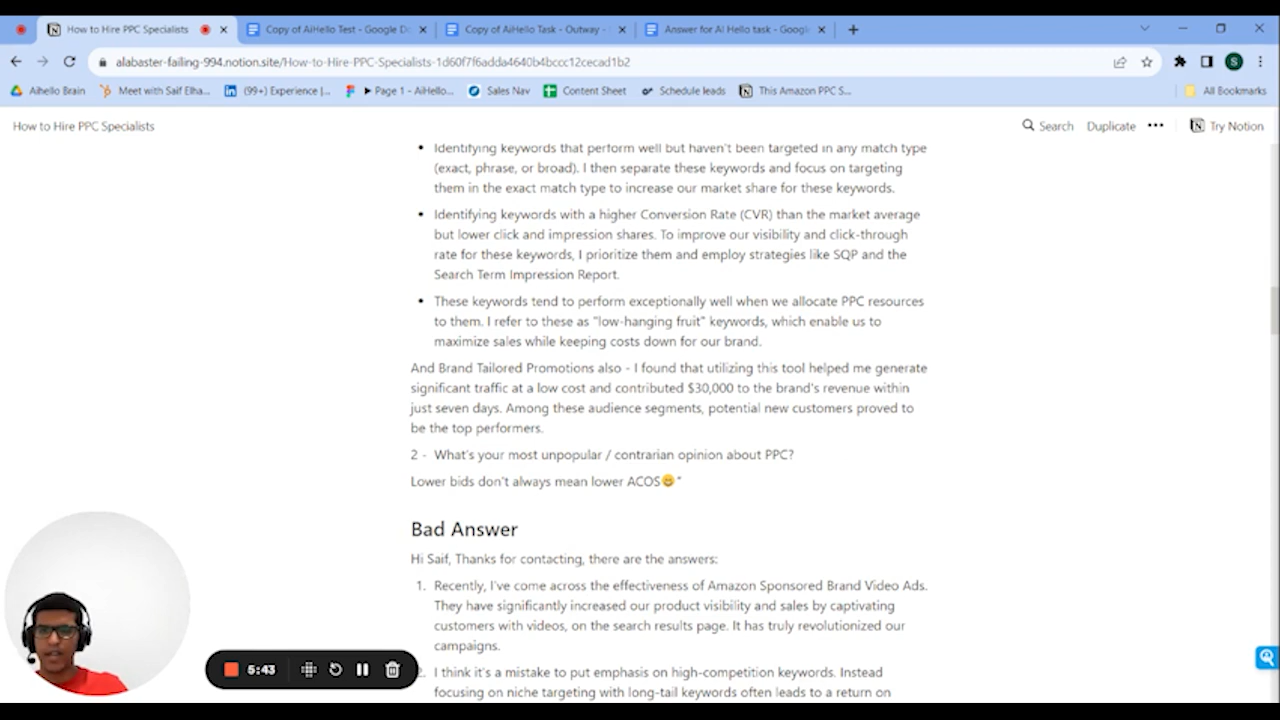 How to Hire PPC Specialists
Copy of AiHello Test - Google Do
Copy of AiHello Task - Outway -
Answer for AI Hello task - Google
alabaster-failing-994.notion.site/How-to-Hire-PPC-Specialists-1d60f7f6adda4640b4bccc12cecad1b2
S
Aihello Brain
Meet with Saif Elha...
(99+) Experience |...
► Page 1 - AiHello...
Sales Nav
Content Sheet
Schedule leads
This Amazon PPC S...
All Bookmarks
How to Hire PPC Specialists
Search
Duplicate
Try Notion
• Identifying keywords that perform well but haven't been targeted in any match type
(exact, phrase, or broad). I then separate these keywords and focus on targeting
them in the exact match type to increase our market share for these keywords.
• Identifying keywords with a higher Conversion Rate (CVR) than the market average
but lower click and impression shares. To improve our visibility and click-through
rate for these keywords, I prioritize them and employ strategies like SQP and the
Search Term Impression Report.
• These keywords tend to perform exceptionally well when we allocate PPC resources
to them. I refer to these as "low-hanging fruit" keywords, which enable us to
maximize sales while keeping costs down for our brand.
And Brand Tailored Promotions also - I found that utilizing this tool helped me generate
significant traffic at a low cost and contributed $30,000 to the brand's revenue within
just seven days. Among these audience segments, potential new customers proved to
be the top performers.
2 - What's your most unpopular / contrarian opinion about PPC?
Lower bids don't always mean lower ACOS😀"
Bad Answer
Hi Saif, Thanks for contacting, there are the answers:
1. Recently, I've come across the effectiveness of Amazon Sponsored Brand Video Ads.
They have significantly increased our product visibility and sales by captivating
customers with videos, on the search results page. It has truly revolutionized our
campaigns.
2. I think it's a mistake to put emphasis on high-competition keywords. Instead
focusing on niche targeting with long-tail keywords often leads to a return on
5:43